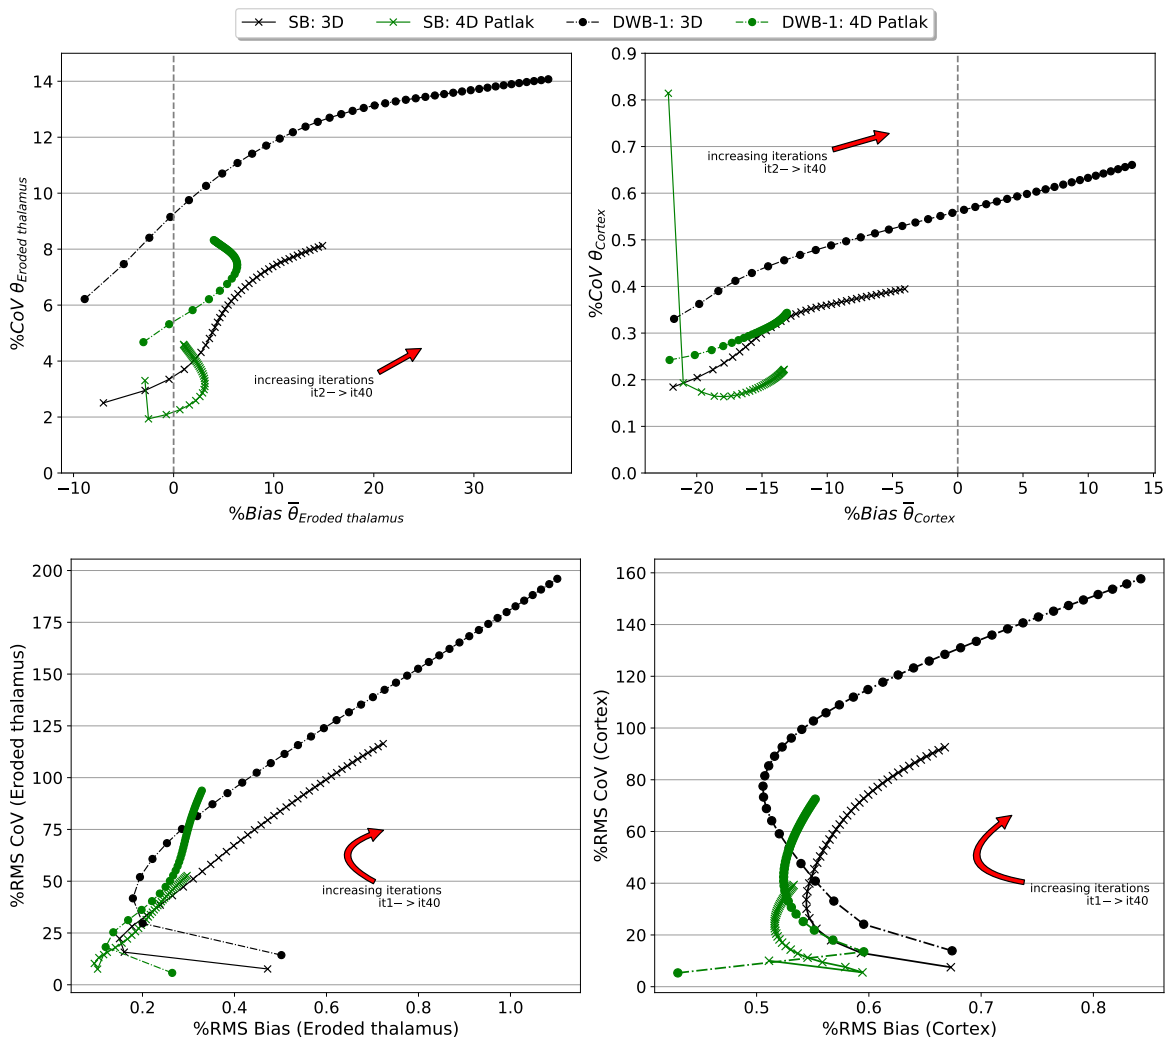 SB: 3D SB: 4D Patlak DWB-1: 3D DWB-1: 4D Patlak
14
12
10
8
6
4
2
0
%CoV θEroded thalamus
increasing iterations
it2−> it40
−10 0 10 20 30
%Bias θ̅Eroded thalamus
0.9
0.8
0.7
0.6
0.5
0.4
0.3
0.2
0.1
0.0
%CoV θCortex
increasing iterations
it2−> it40
−20 −15 −10 −5 0 5 10 15
%Bias θ̅Cortex
200
175
150
125
100
75
50
25
0
%RMS CoV (Eroded thalamus)
increasing iterations
it1−> it40
0.2 0.4 0.6 0.8 1.0
%RMS Bias (Eroded thalamus)
160
140
120
100
80
60
40
20
0
%RMS CoV (Cortex)
increasing iterations
it1−> it40
0.5 0.6 0.7 0.8
%RMS Bias (Cortex)